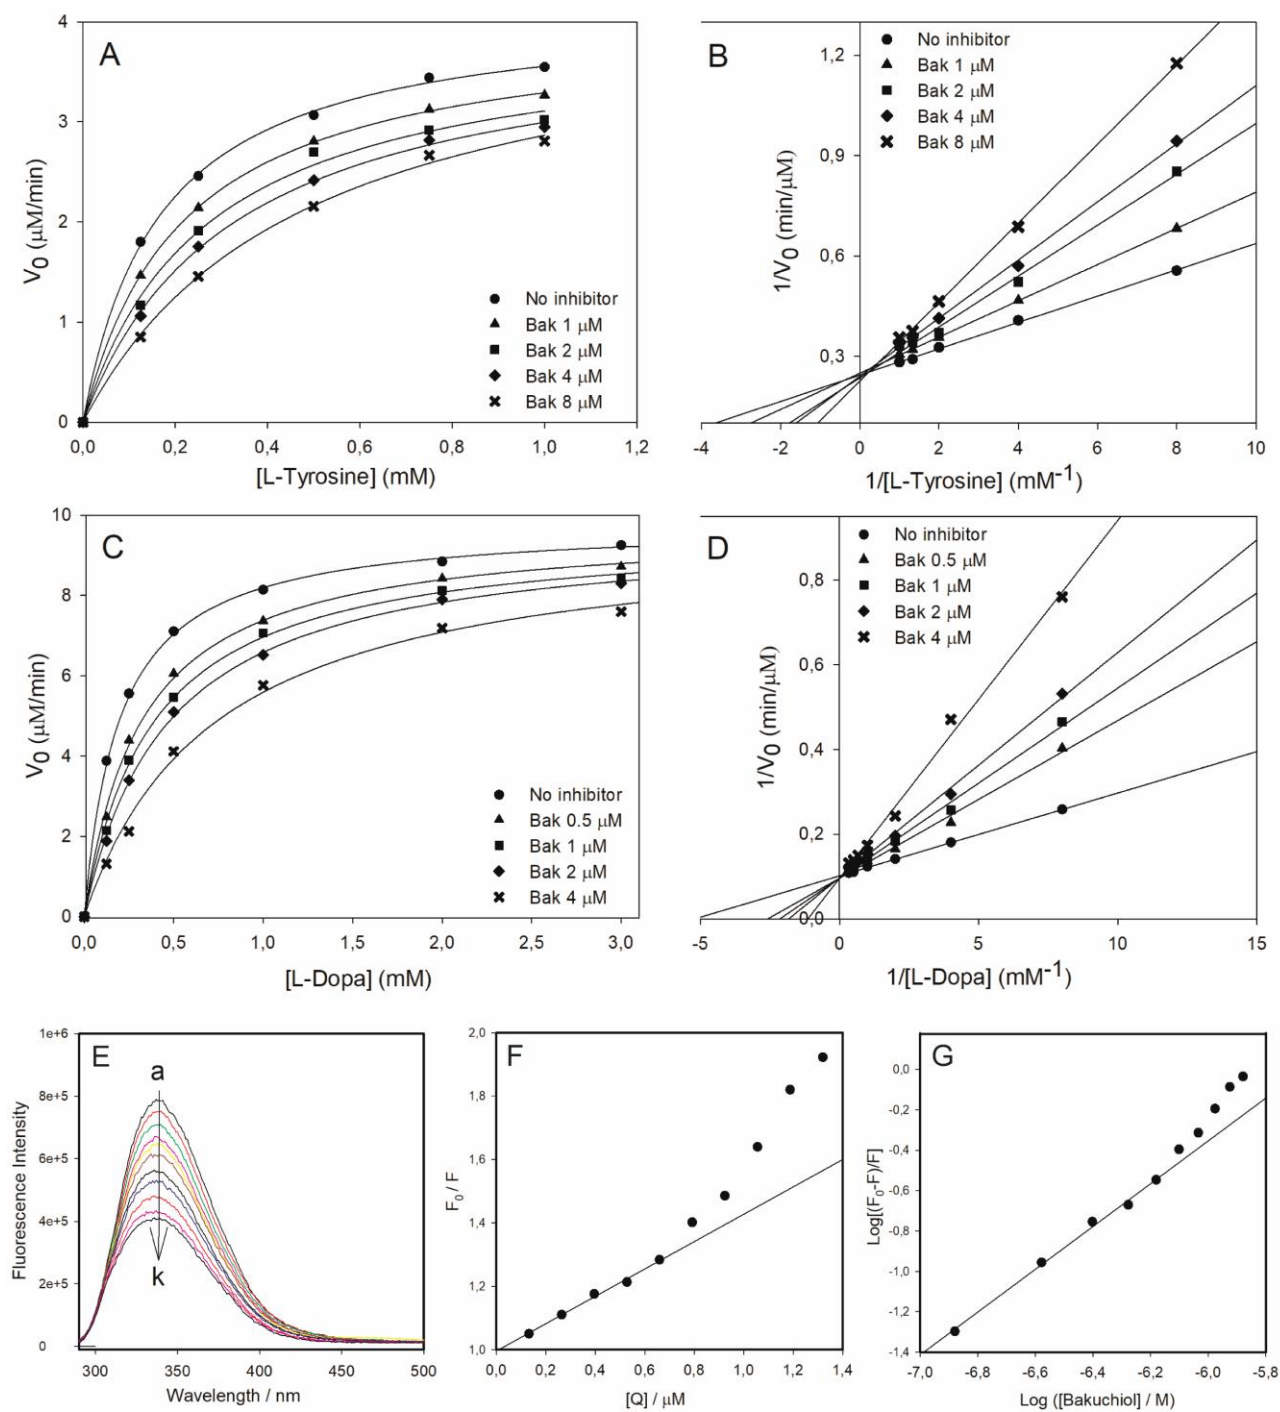 A
V0 (μM/min)
4
3
2
1
0
0,0 0,2 0,4 0,6 0,8 1,0 1,2
[L-Tyrosine] (mM)
No inhibitor
Bak 1 μM
Bak 2 μM
Bak 4 μM
Bak 8 μM
B
1/V0 (min/μM)
1,2
0,9
0,6
0,3
-4 -2 0 2 4 6 8 10
1/[L-Tyrosine] (mM-1)
No inhibitor
Bak 1 μM
Bak 2 μM
Bak 4 μM
Bak 8 μM
C
V0 (μM/min)
10
8
6
4
2
0
0,0 0,5 1,0 1,5 2,0 2,5 3,0
[L-Dopa] (mM)
No inhibitor
Bak 0.5 μM
Bak 1 μM
Bak 2 μM
Bak 4 μM
D
1/V0 (min/μM)
0,8
0,6
0,4
0,2
0,0
-5 0 5 10 15
1/[L-Dopa] (mM-1)
No inhibitor
Bak 0.5 μM
Bak 1 μM
Bak 2 μM
Bak 4 μM
E
a
k
Fluorescence Intensity
1e+6
8e+5
6e+5
4e+5
2e+5
0
300 350 400 450 500
Wavelength / nm
F
F0 / F
2,0
1,8
1,6
1,4
1,2
1,0
0,0 0,2 0,4 0,6 0,8 1,0 1,2 1,4
[Q] / μM
G
Log[(F0-F)/F]
0,0
-0,2
-0,4
-0,6
-0,8
-1,0
-1,2
-1,4
-7,0 -6,8 -6,6 -6,4 -6,2 -6,0 -5,8
Log ([Bakuchiol] / M)